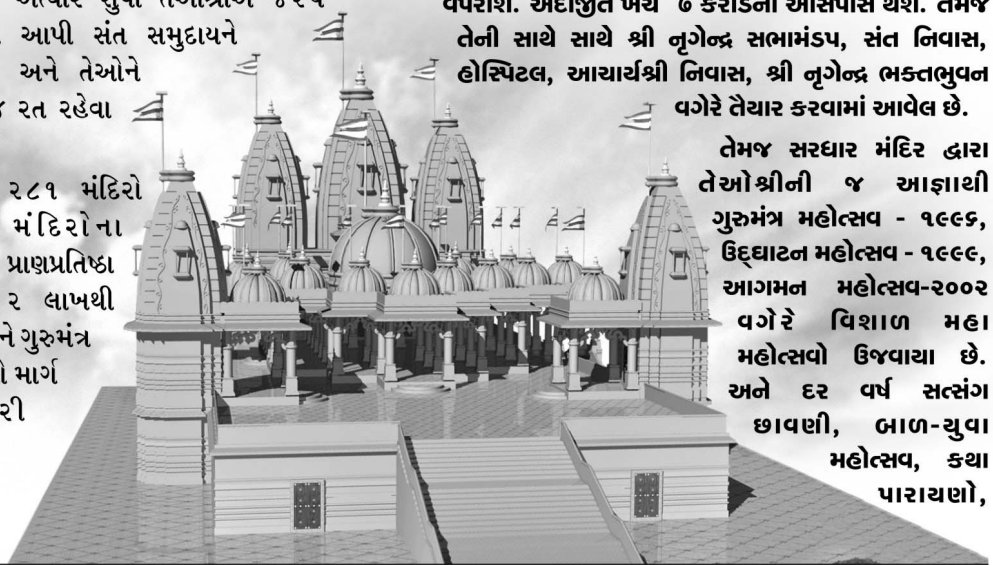 આપી સંત સમુદાયને
અને તેઓને
રત રહેવા
૨૮૧ મંદિરો
મંદિરોના
પ્રાણપ્રતિષ્ઠા
૨ લાખથી
ને ગુરુમંત્ર
માર્ગ
રી
વપરાશે. અંદાજીત ખર્ચ ૭ કરોડની આસપાસ થશે. તેમજ
તેની સાથે સાથે શ્રી નૃગેન્દ્ર સભામંડપ, સંત નિવાસ,
હોસ્પિટલ, આચાર્યશ્રી નિવાસ, શ્રી નૃગેન્દ્ર ભક્તભુવન
વગેરે તૈયાર કરવામાં આવેલ છે.
તેમજ સરધાર મંદિર દ્વારા
તેઓશ્રીની જ આજ્ઞાથી
ગુરુમંત્ર મહોત્સવ - ૧૯૯૬,
ઉદ્‌ઘાટન મહોત્સવ - ૧૯૯૯,
આગમન મહોત્સવ-૨૦૦૨
વગેરે વિશાળ મહા
મહોત્સવો ઉજવાયા છે.
અને દર વર્ષે સત્સંગ
છાવણી, બાળ-યુવા
મહોત્સવ, કથા
પારાયણો,